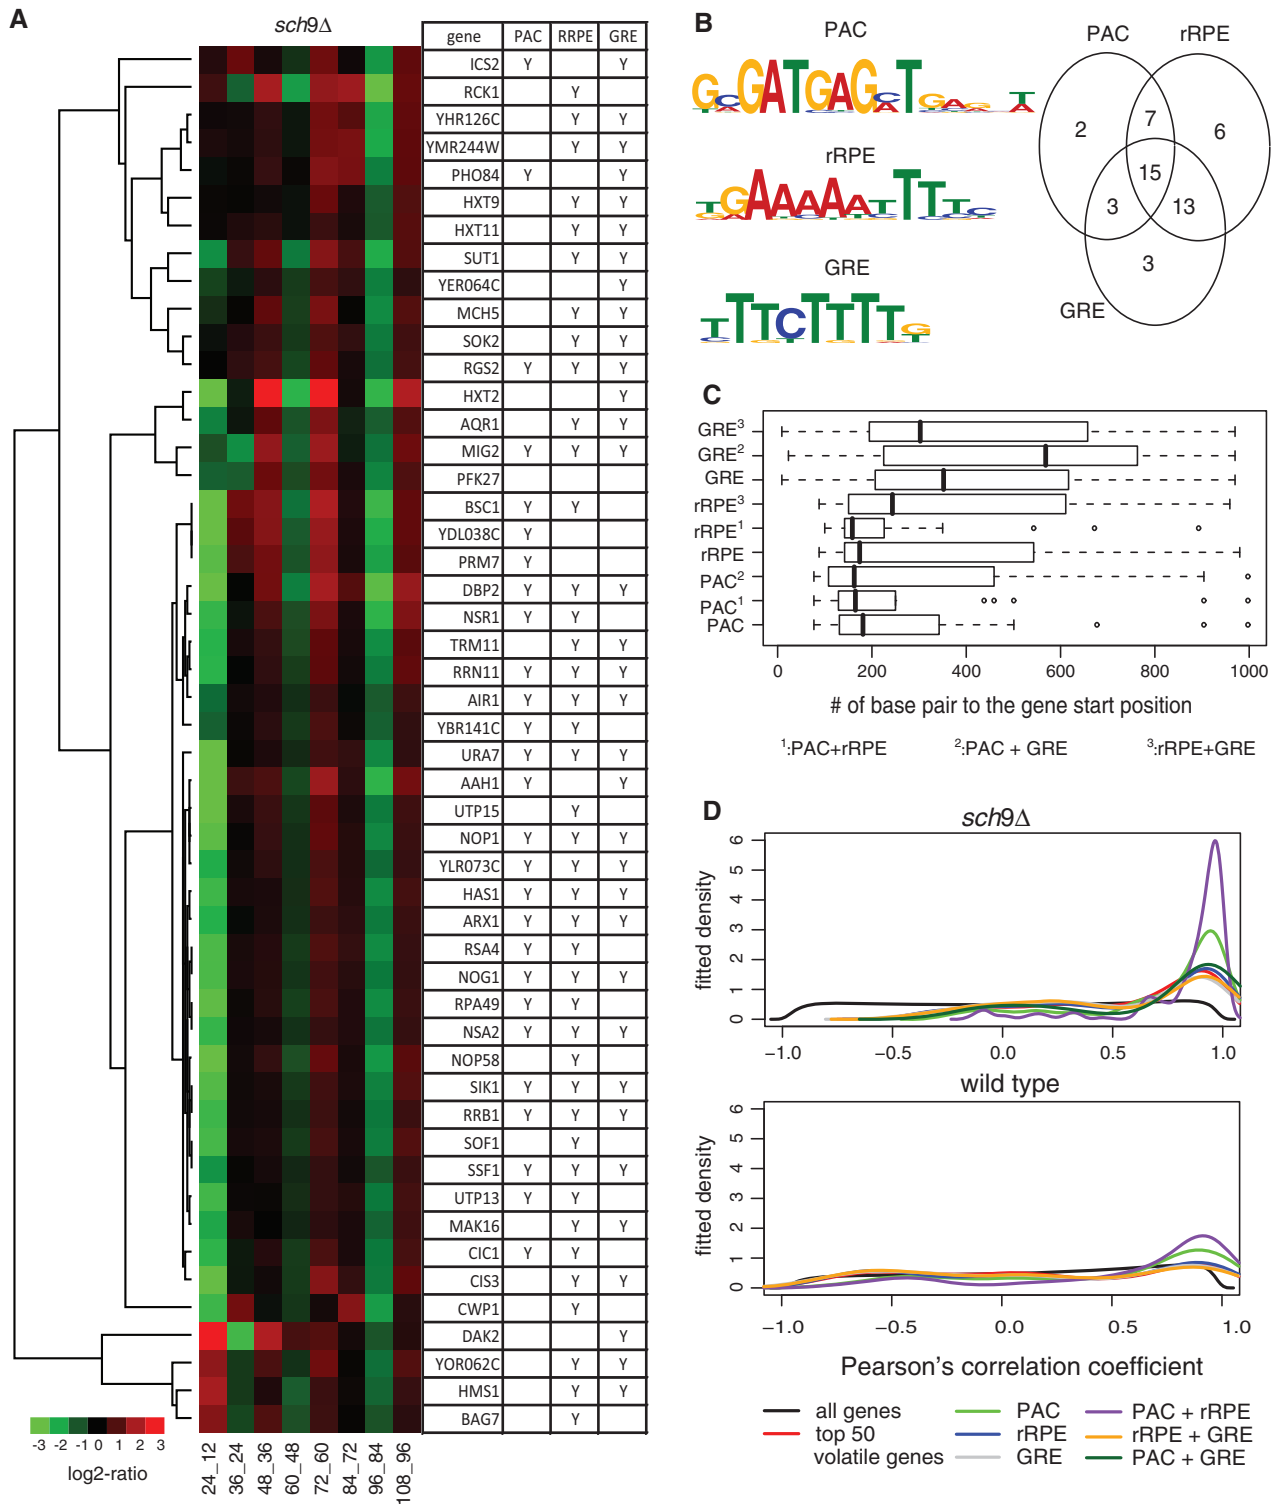 A
sch9Δ
gene PAC RRPE GRE
ICS2 Y Y
RCK1 Y
YHR126C Y Y
YMR244W Y Y
PHO84 Y Y
HXT9 Y Y
HXT11 Y Y
SUT1 Y Y
YER064C Y
MCH5 Y Y
SOK2 Y Y
RGS2 Y Y Y
HXT2 Y
AQR1 Y Y
MIG2 Y Y Y
PFK27
BSC1 Y Y
YDL038C Y
PRM7 Y
DBP2 Y Y Y
NSR1 Y Y
TRM11 Y Y
RRN11 Y Y Y
AIR1 Y Y Y
YBR141C Y Y
URA7 Y Y Y
AAH1 Y Y
UTP15 Y
NOP1 Y Y Y
YLR073C Y Y Y
HAS1 Y Y Y
ARX1 Y Y Y
RSA4 Y Y
NOG1 Y Y Y
RPA49 Y Y
NSA2 Y Y Y
NOP58 Y
SIK1 Y Y Y
RRB1 Y Y Y
SOF1 Y
SSF1 Y Y Y
UTP13 Y Y
MAK16 Y Y
CIC1 Y Y
CIS3 Y Y
CWP1 Y
DAK2 Y
YOR062C Y Y
HMS1 Y Y
BAG7 Y
-3 -2 -1 0 1 2 3
log2-ratio
24_12 36_24 48_36 60_48 72_60 84_72 96_84 108_96
B
PAC
GCGATGAGCTGAGAT
rRPE
TGAAAAATTTTC
GRE
TTTCTTTTG
PAC rRPE
2 7 6
15
3 13
3
GRE
C
GRE³
GRE²
GRE
rRPE³
rRPE¹
rRPE
PAC²
PAC¹
PAC
0 200 400 600 800 1000
# of base pair to the gene start position
¹:PAC+rRPE ²:PAC + GRE ³:rRPE+GRE
D
sch9Δ
fitted density
6
5
4
3
2
1
0
−1.0 −0.5 0.0 0.5 1.0
wild type
fitted density
6
5
4
3
2
1
0
−1.0 −0.5 0.0 0.5 1.0
Pearson's correlation coefficient
all genes PAC PAC + rRPE
top 50 rRPE rRPE + GRE
volatile genes GRE PAC + GRE